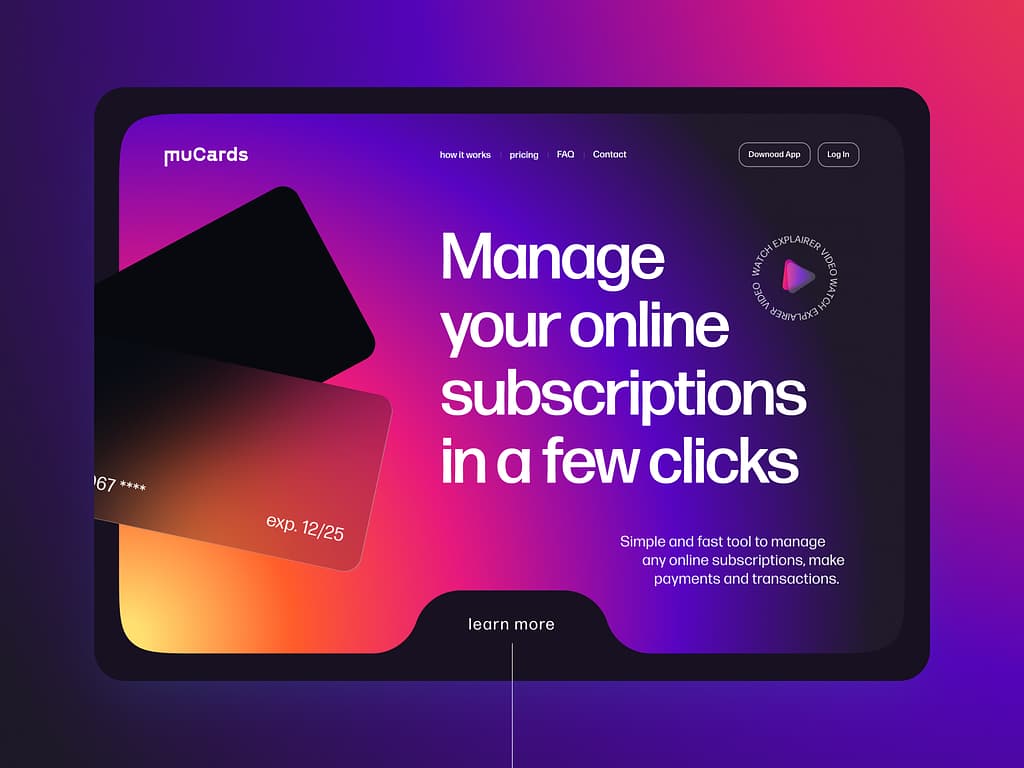 muCards
how it works
pricing
FAQ
Contact
Downoad App
Log In
Manage
your online
subscriptions
in a few clicks
WATCH EXPLAIRER VIDEO WATCH EXPLAIRER VIDEO
67 ****
exp. 12/25
Simple and fast tool to manage
any online subscriptions, make
payments and transactions.
learn more